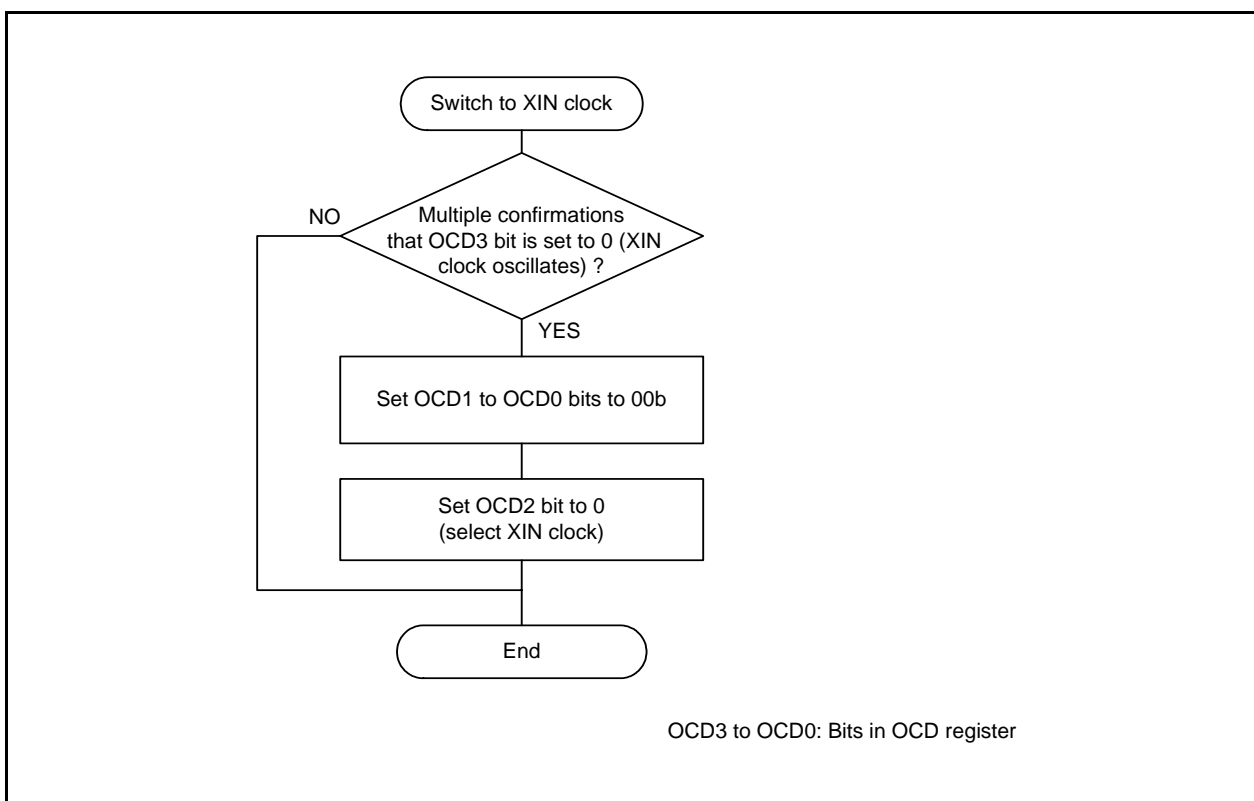 Switch to XIN clock
NO
Multiple confirmations
that OCD3 bit is set to 0 (XIN
clock oscillates) ?
YES
Set OCD1 to OCD0 bits to 00b
Set OCD2 bit to 0
(select XIN clock)
End
OCD3 to OCD0: Bits in OCD register